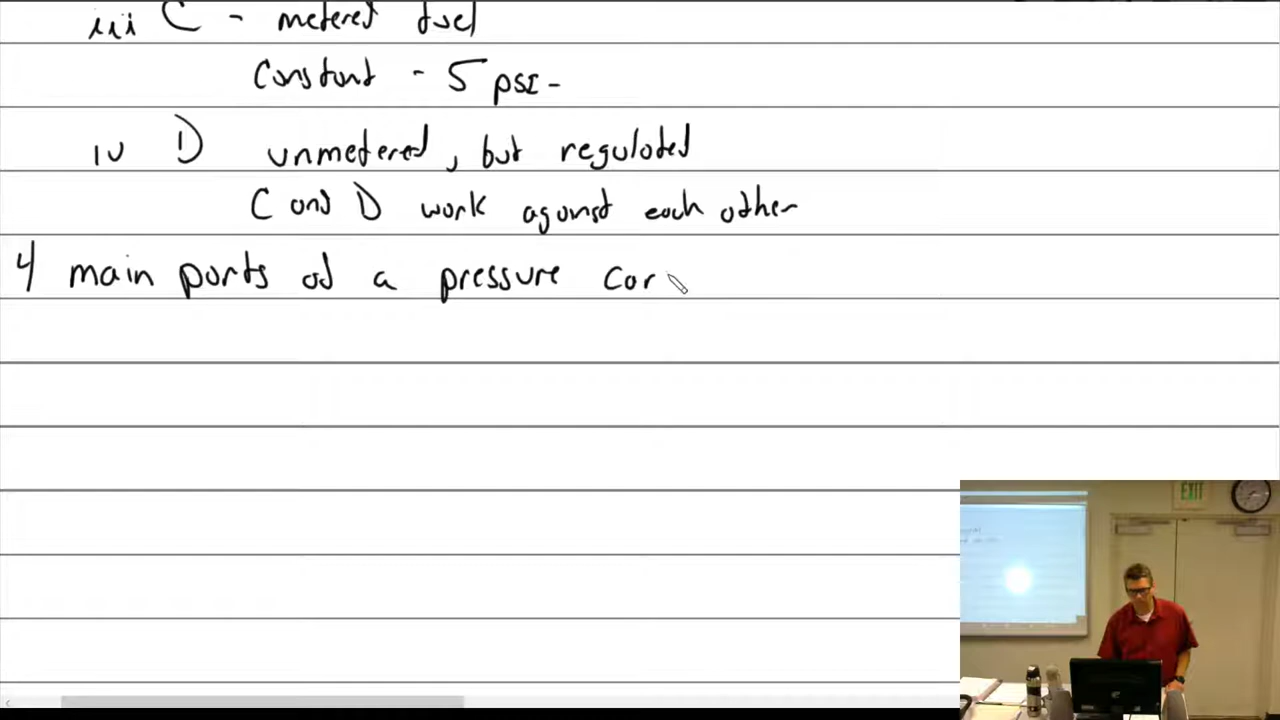 iii C - metered fuel
Constant - 5 psi -
iv D unmetered, but regulated
C and D work against each other
4 main parts of a pressure car
EXIT